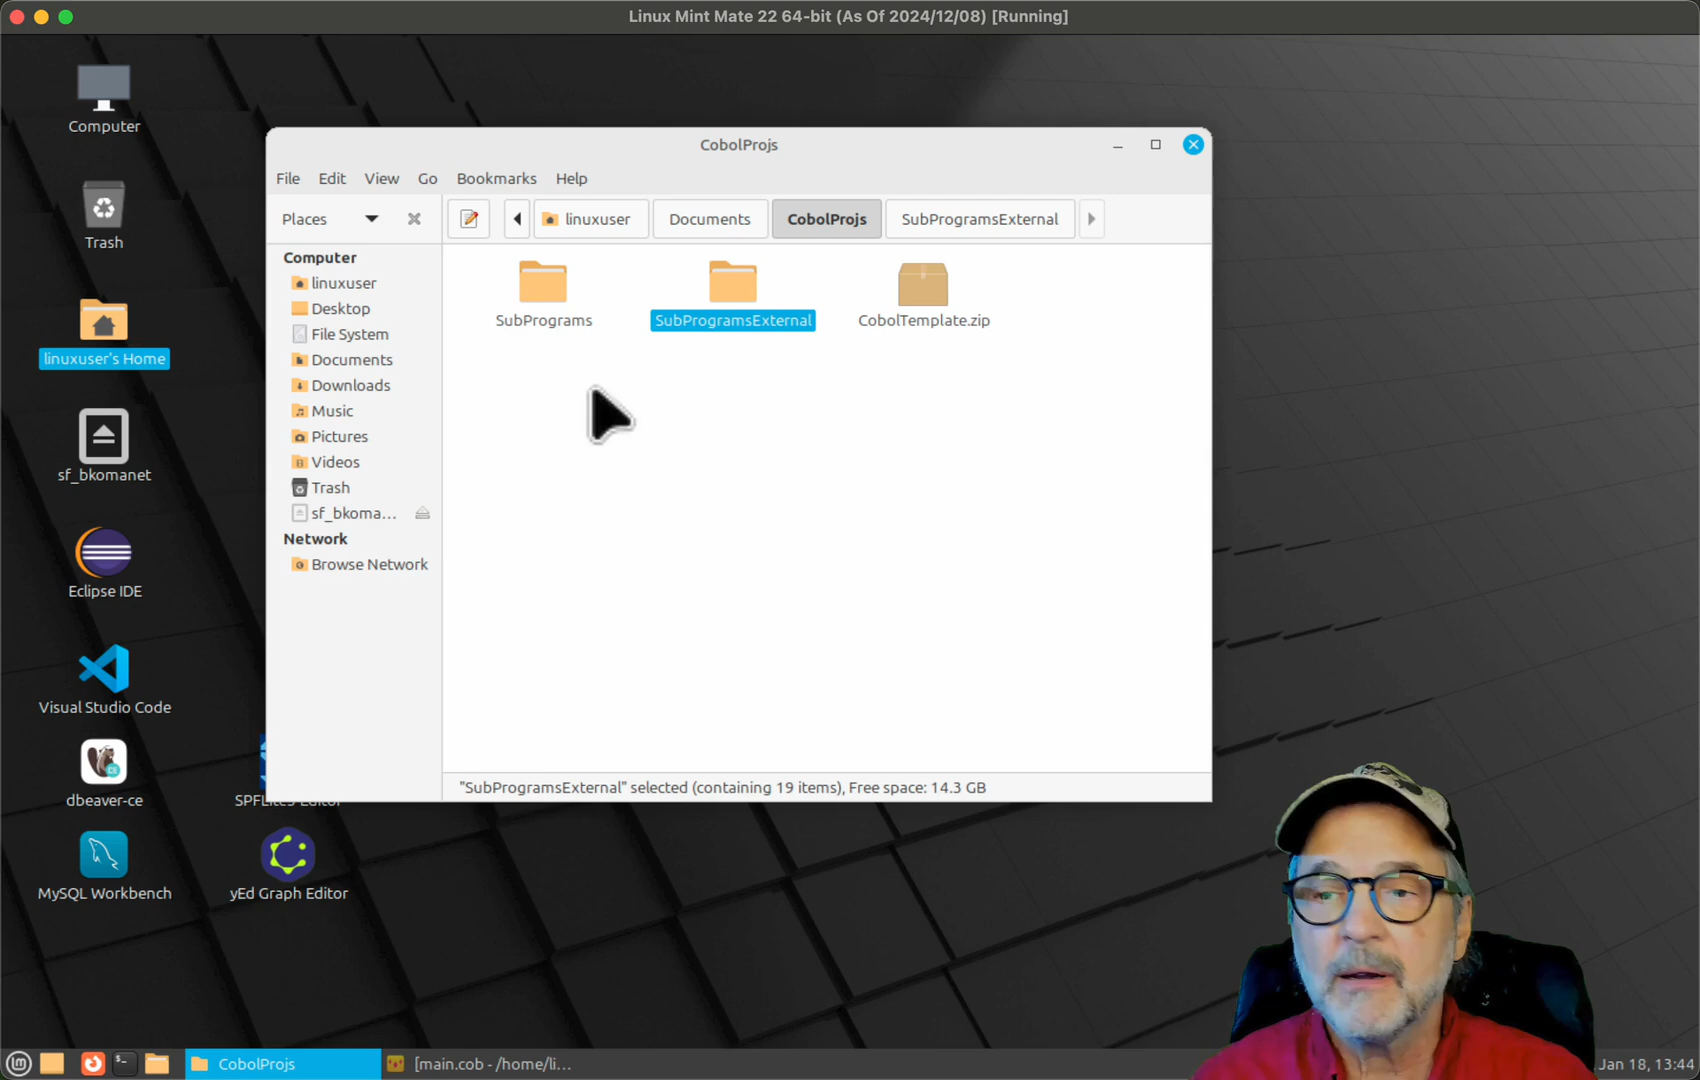 Linux Mint Mate 22 64-bit (As Of 2024/12/08) [Running]
Computer
Trash
linuxuser's Home
sf_bkomanet
Eclipse IDE
Visual Studio Code
dbeaver-ce
MySQL Workbench
SPFLite3 Editor
yEd Graph Editor
CobolProjs
File Edit View Go Bookmarks Help
Places
linuxuser Documents CobolProjs SubProgramsExternal
Computer
linuxuser
Desktop
File System
Documents
Downloads
Music
Pictures
Videos
Trash
sf_bkoma...
Network
Browse Network
SubPrograms
SubProgramsExternal
CobolTemplate.zip
"SubProgramsExternal" selected (containing 19 items), Free space: 14.3 GB
CobolProjs
[main.cob - /home/li...
Jan 18, 13:44